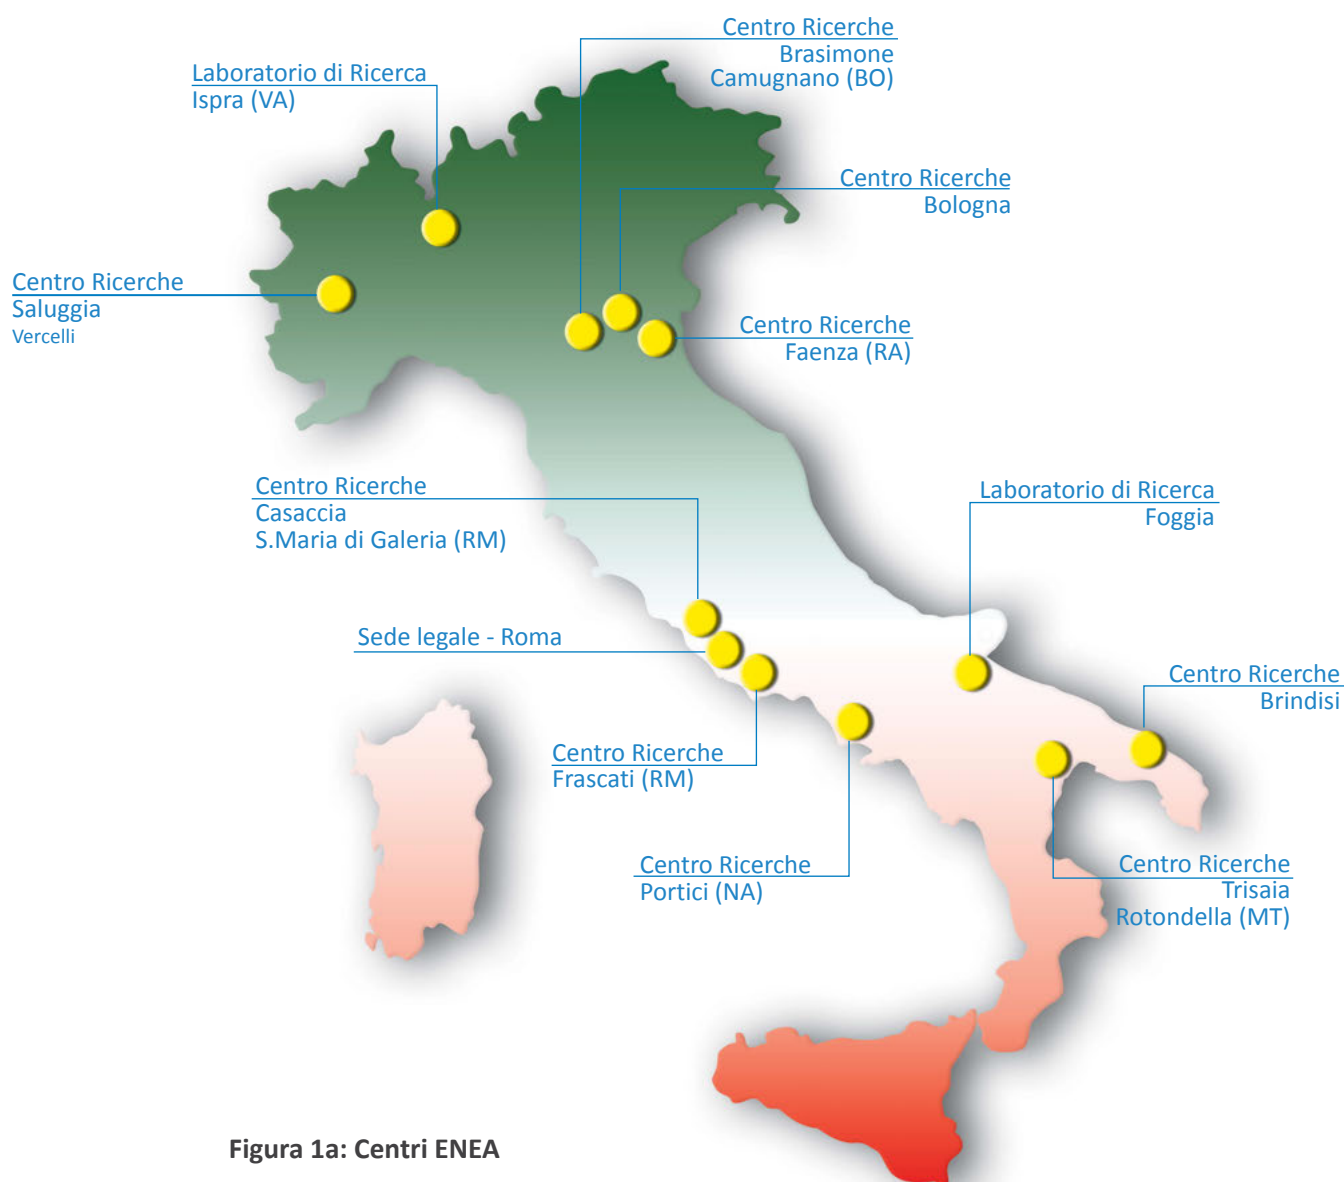 Centro Ricerche
Brasimone
Camugnano (BO)
Laboratorio di Ricerca
Ispra (VA)
Centro Ricerche
Bologna
Centro Ricerche
Saluggia
Vercelli
Centro Ricerche
Faenza (RA)
Centro Ricerche
Casaccia
S.Maria di Galeria (RM)
Laboratorio di Ricerca
Foggia
Sede legale - Roma
Centro Ricerche
Brindisi
Centro Ricerche
Frascati (RM)
Centro Ricerche
Portici (NA)
Centro Ricerche
Trisaia
Rotondella (MT)
Figura 1a: Centri ENEA